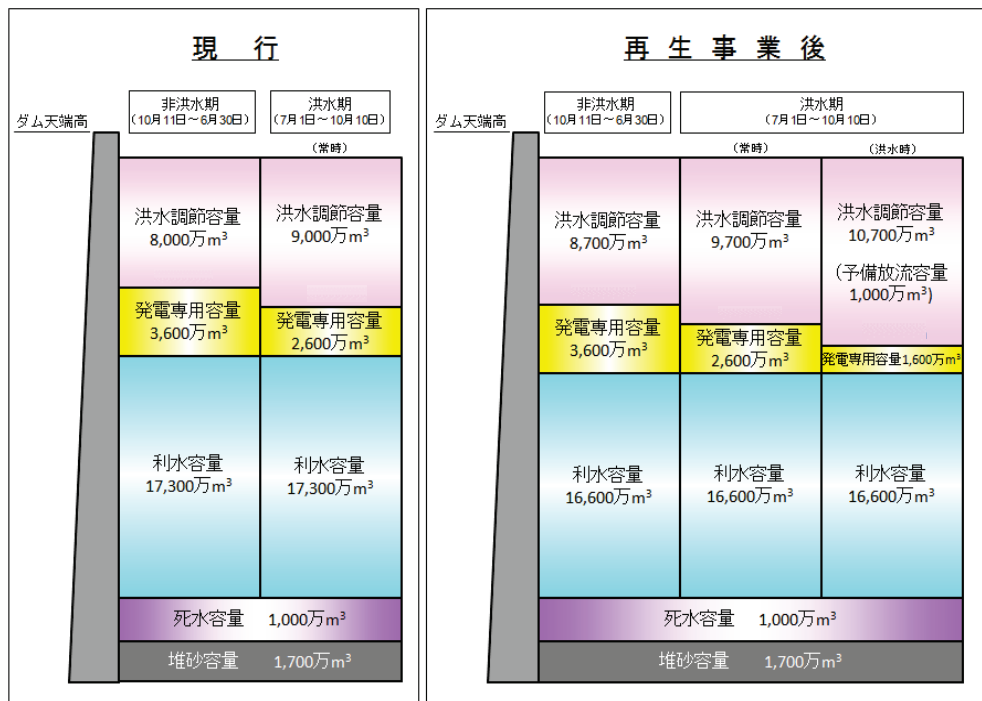 現 行
ダム天端高
非洪水期
(10月11日～6月30日)
洪水期
(7月1日～10月10日)
(常時)
洪水調節容量
8,000万m³
洪水調節容量
9,000万m³
発電専用容量
3,600万m³
発電専用容量
2,600万m³
利水容量
17,300万m³
利水容量
17,300万m³
死水容量 1,000万m³
堆砂容量 1,700万m³
再 生 事 業 後
ダム天端高
非洪水期
(10月11日～6月30日)
洪水期
(7月1日～10月10日)
(常時)
(洪水時)
洪水調節容量
8,700万m³
洪水調節容量
9,700万m³
洪水調節容量
10,700万m³
(予備放流容量
1,000万m³)
発電専用容量
3,600万m³
発電専用容量
2,600万m³
発電専用容量1,600万m³
利水容量
16,600万m³
利水容量
16,600万m³
利水容量
16,600万m³
死水容量 1,000万m³
堆砂容量 1,700万m³